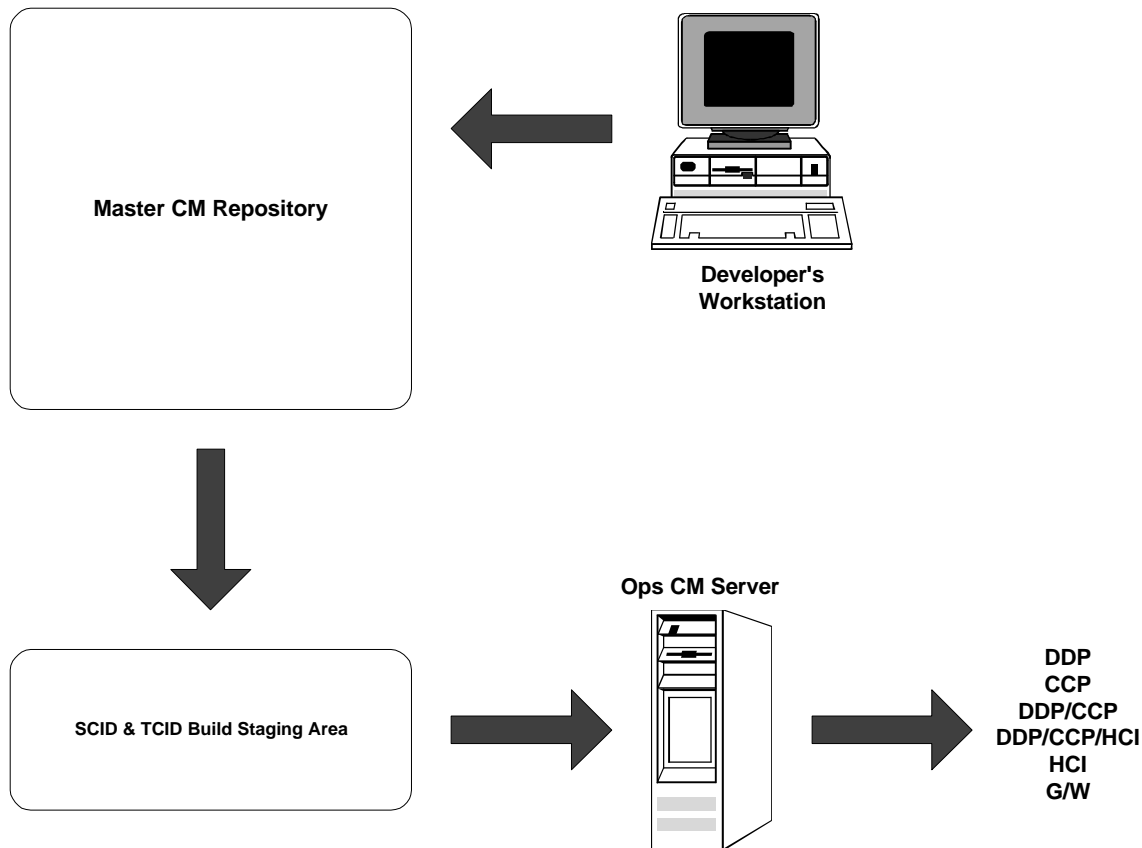 Master CM Repository
Developer's
Workstation
Ops CM Server
SCID & TCID Build Staging Area
DDP
CCP
DDP/CCP
DDP/CCP/HCI
HCI
G/W